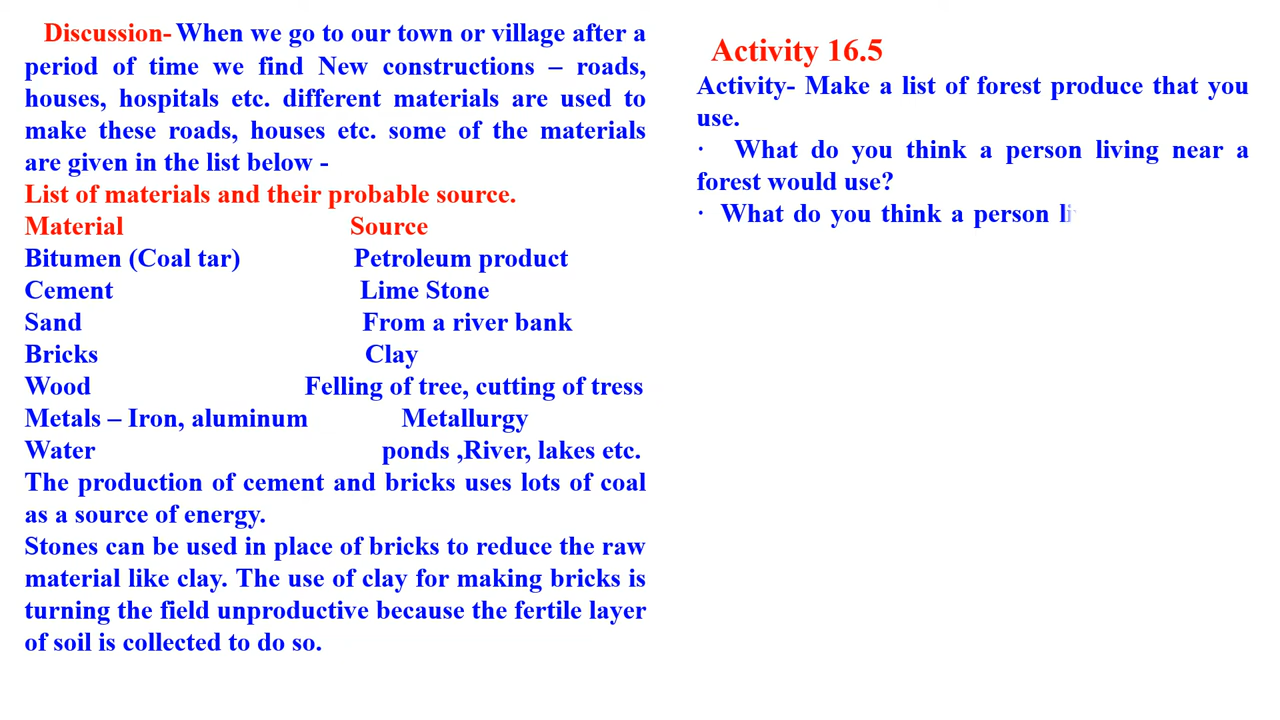 Discussion- When we go to our town or village after a
period of time we find New constructions – roads,
houses, hospitals etc. different materials are used to
make these roads, houses etc. some of the materials
are given in the list below -
List of materials and their probable source.
Material Source
Bitumen (Coal tar) Petroleum product
Cement Lime Stone
Sand From a river bank
Bricks Clay
Wood Felling of tree, cutting of tress
Metals – Iron, aluminum Metallurgy
Water ponds ,River, lakes etc.
The production of cement and bricks uses lots of coal
as a source of energy.
Stones can be used in place of bricks to reduce the raw
material like clay. The use of clay for making bricks is
turning the field unproductive because the fertile layer
of soil is collected to do so.
Activity 16.5
Activity- Make a list of forest produce that you
use.
· What do you think a person living near a
forest would use?
· What do you think a person